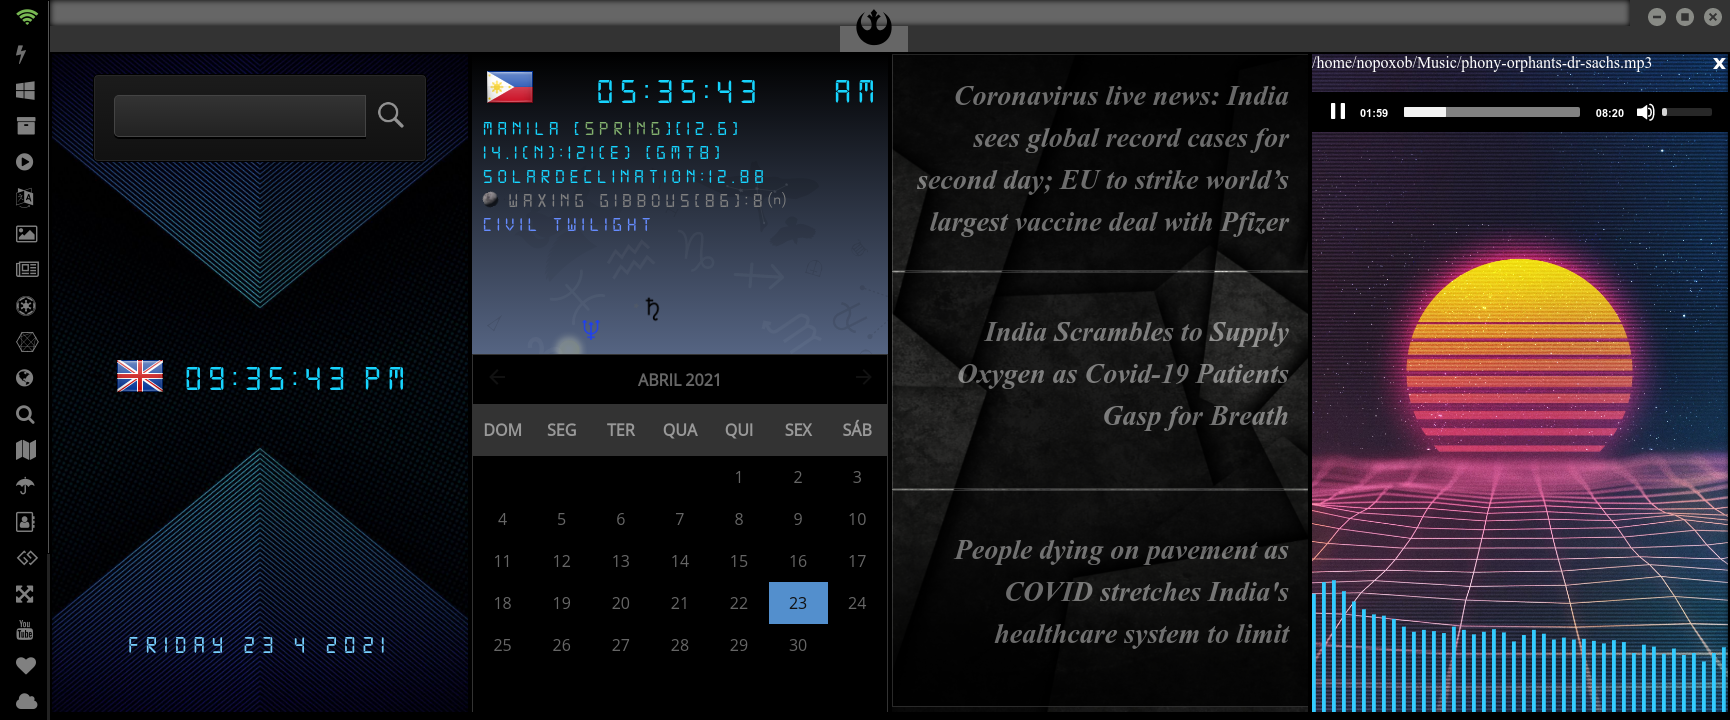 09:35:43 PM
FRIDAY 23 4 2021
05:35:43 AM
MANILA [SPRING][12.6]
14.1(N):121(E) [GMT8]
SOLARDECLINATION:12.88
WAXING GIBBOUS[86]:8(n)
CIVIL TWILIGHT
ABRIL 2021
DOM SEG TER QUA QUI SEX SÁB
1 2 3
4 5 6 7 8 9 10
11 12 13 14 15 16 17
18 19 20 21 22 23 24
25 26 27 28 29 30
Coronavirus live news: India
sees global record cases for
second day; EU to strike world’s
largest vaccine deal with Pfizer
India Scrambles to Supply
Oxygen as Covid-19 Patients
Gasp for Breath
People dying on pavement as
COVID stretches India's
healthcare system to limit
/home/nopoxob/Music/phony-orphants-dr-sachs.mp3 x
01:59 08:20
You
Tube